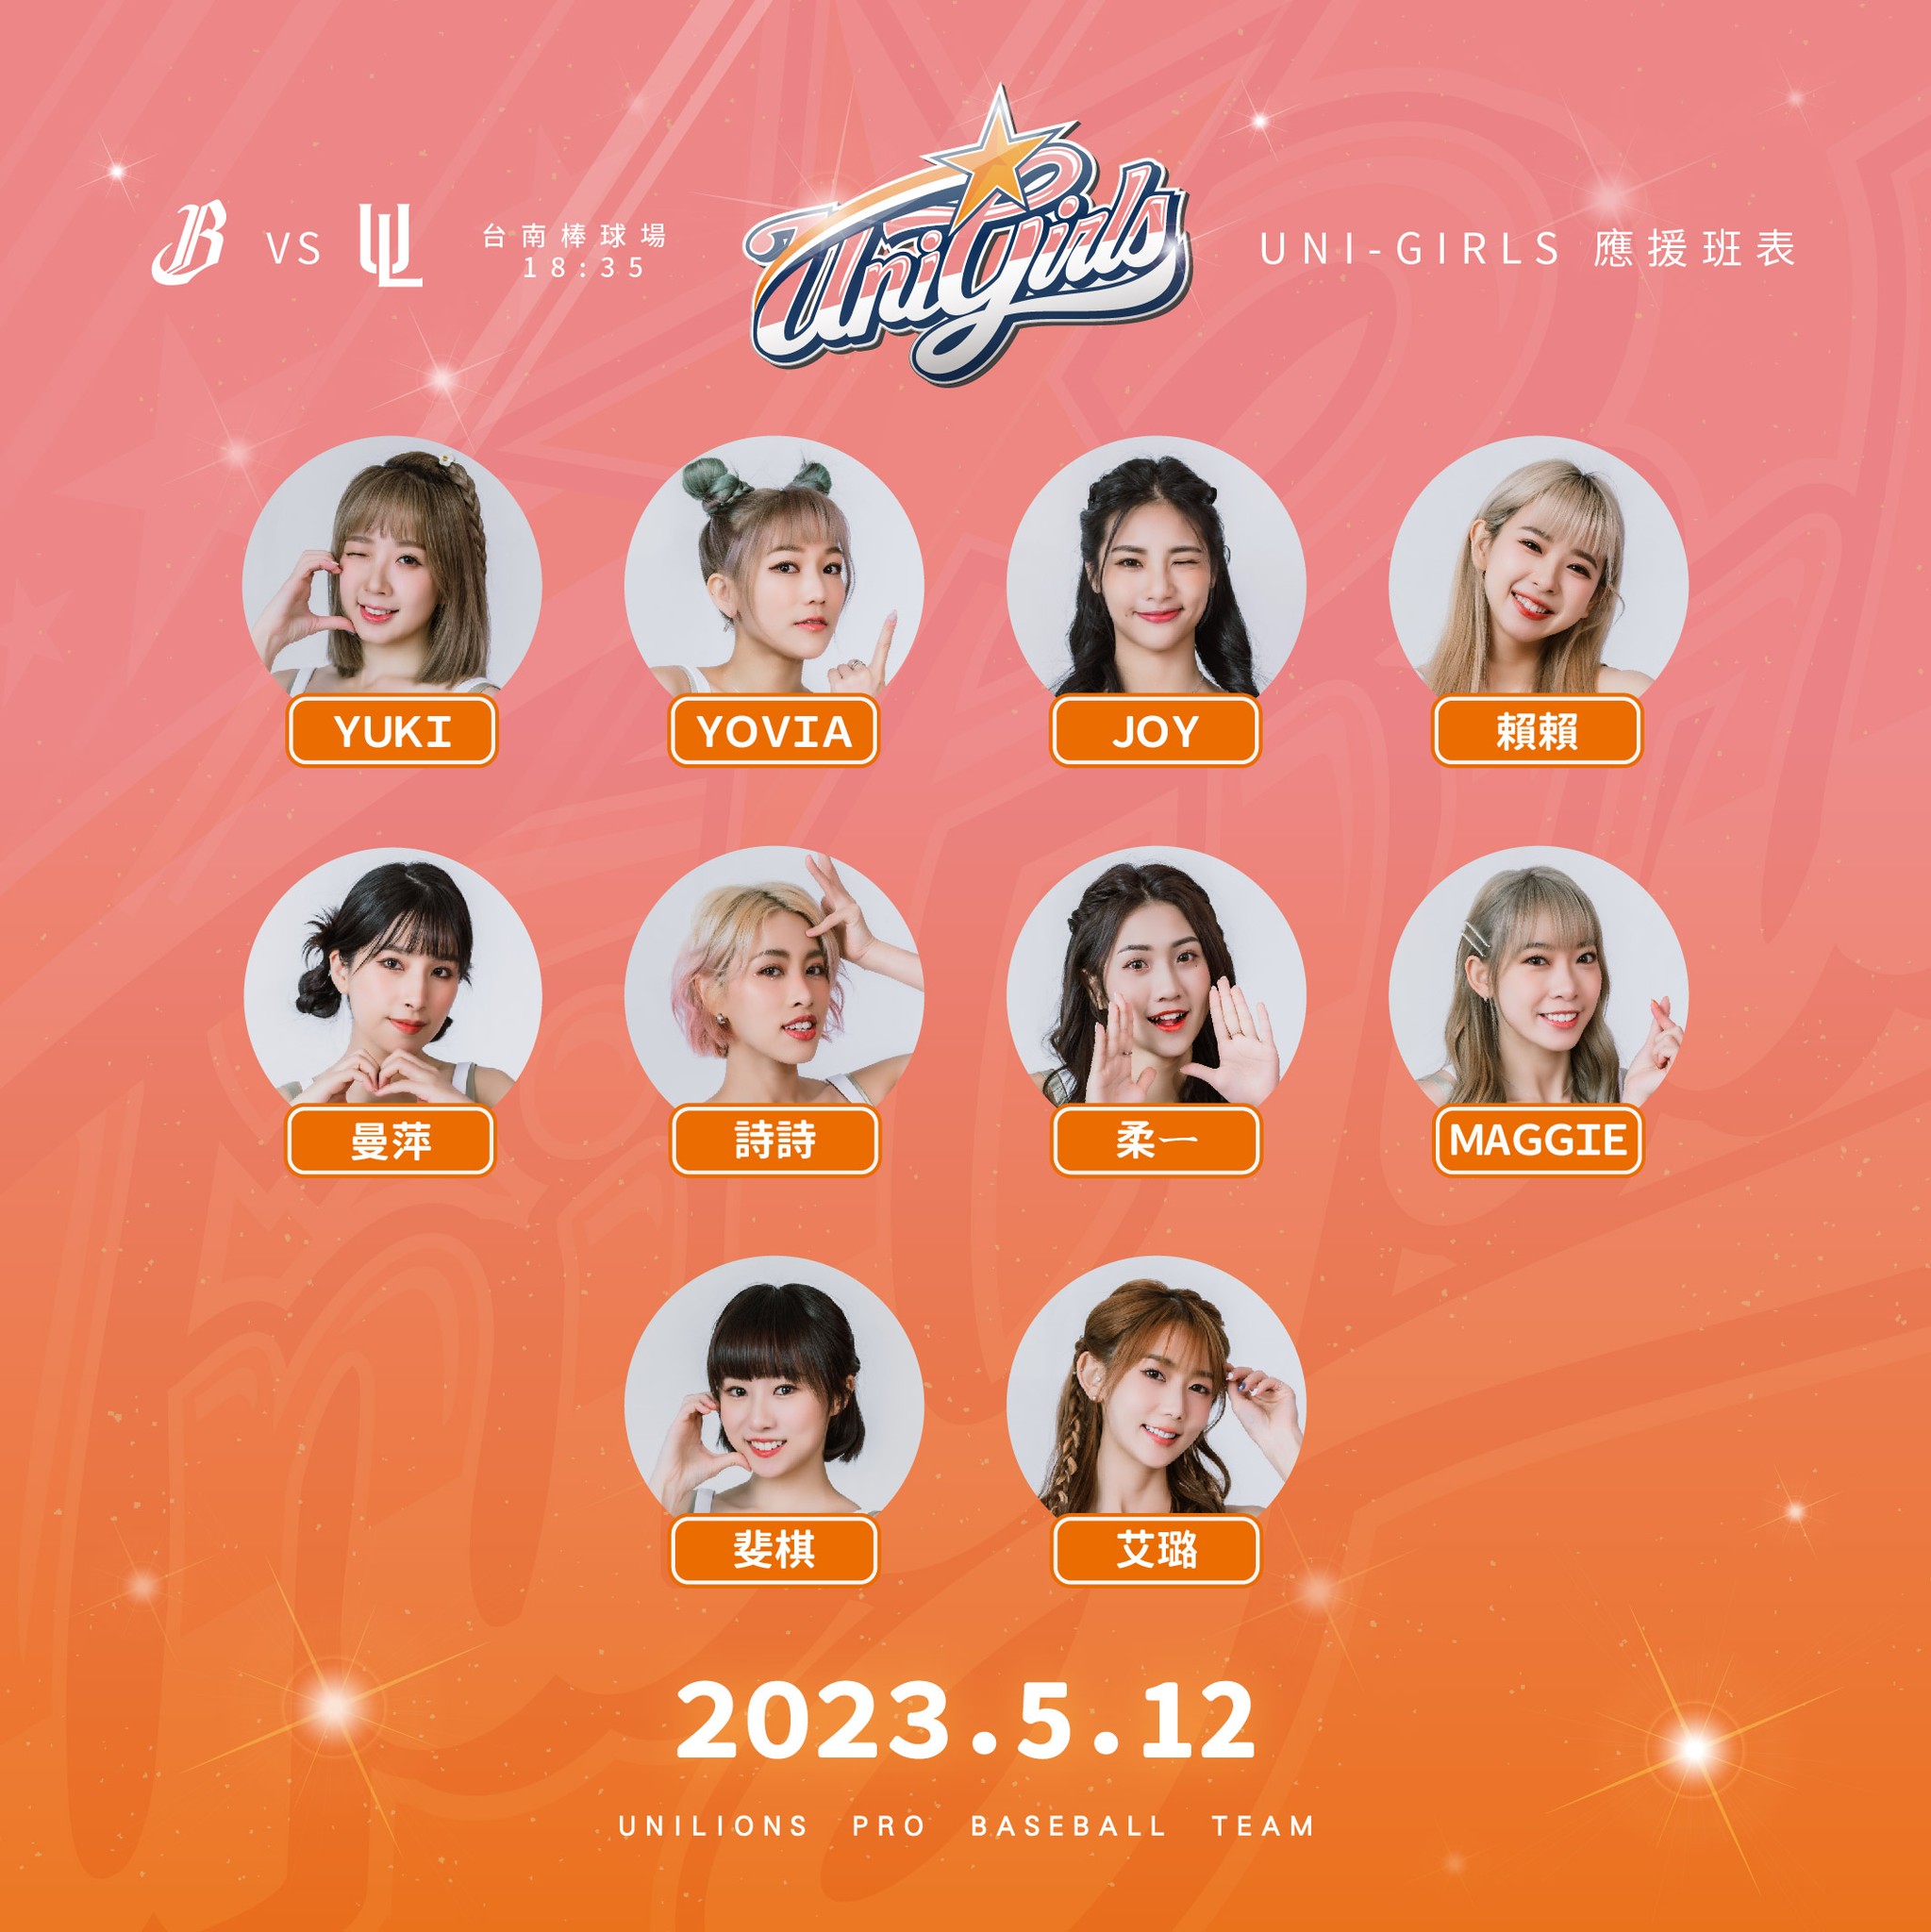 B VS UL
台南棒球場
18:35
UniGirls
UNI-GIRLS 應援班表
YUKI
YOVIA
JOY
賴賴
曼萍
詩詩
柔一
MAGGIE
斐棋
艾璐
2023.5.12
UNILIONS PRO BASEBALL TEAM